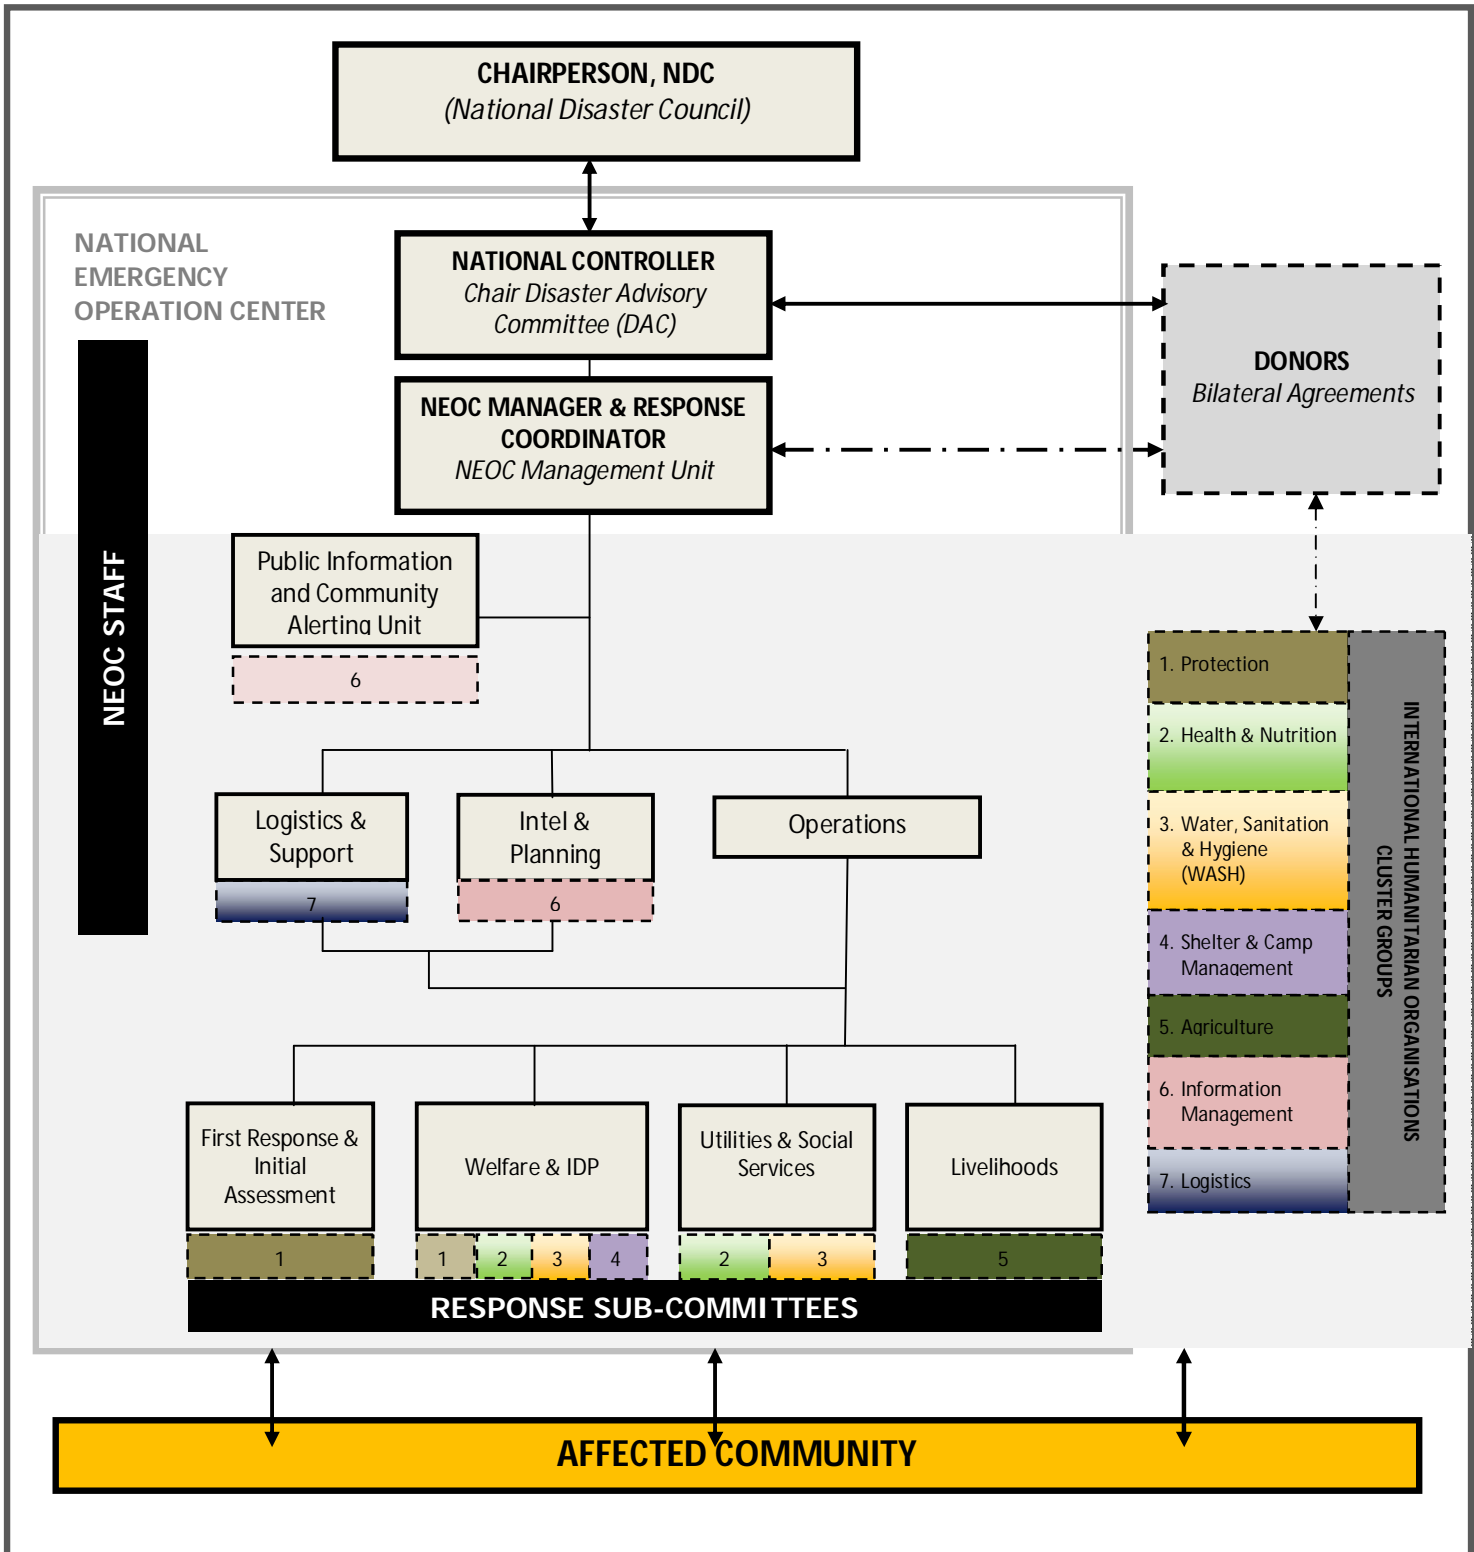 CHAIRPERSON, NDC
(National Disaster Council)
NATIONAL
EMERGENCY
OPERATION CENTER
NATIONAL CONTROLLER
Chair Disaster Advisory
Committee (DAC)
DONORS
Bilateral Agreements
NEOC MANAGER & RESPONSE
COORDINATOR
NEOC Management Unit
NEOC STAFF
Public Information
and Community
Alerting Unit
6
Logistics &
Support
7
Intel &
Planning
6
Operations
1. Protection
2. Health & Nutrition
3. Water, Sanitation
& Hygiene
(WASH)
4. Shelter & Camp
Management
5. Agriculture
6. Information
Management
7. Logistics
INTERNATIONAL HUMANITARIAN ORGANISATIONS
CLUSTER GROUPS
First Response &
Initial
Assessment
1
Welfare & IDP
1 2 3 4
Utilities & Social
Services
2 3
Livelihoods
5
RESPONSE SUB-COMMITTEES
AFFECTED COMMUNITY